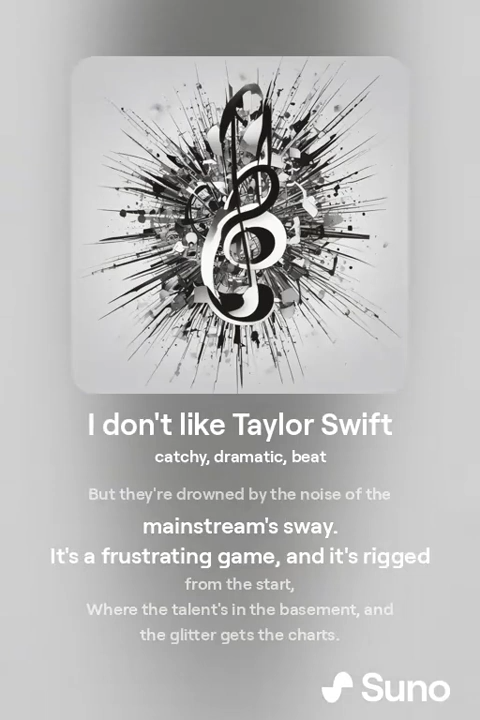 I don't like Taylor Swift
catchy, dramatic, beat
But they're drowned by the noise of the
mainstream's sway.
It's a frustrating game, and it's rigged
from the start,
Where the talent's in the basement, and
the glitter gets the charts.
Suno